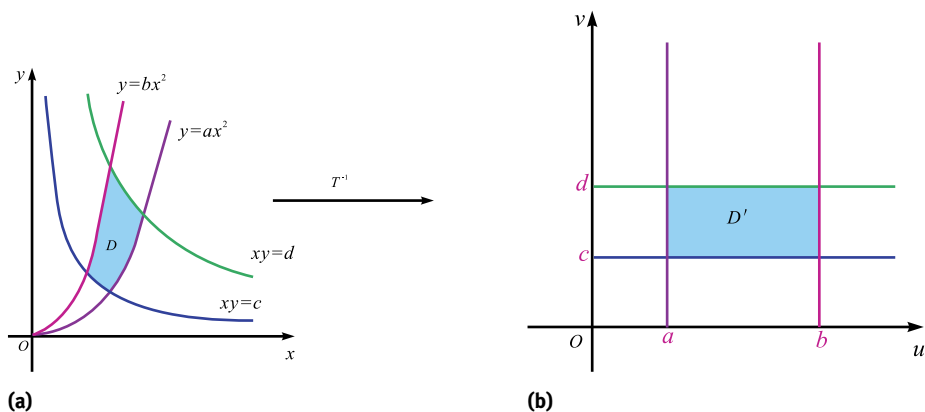 y
y=bx²
y=ax²
D
xy=d
xy=c
O
x
T⁻¹
v
d
D′
c
O
a
b
u
(a)
(b)